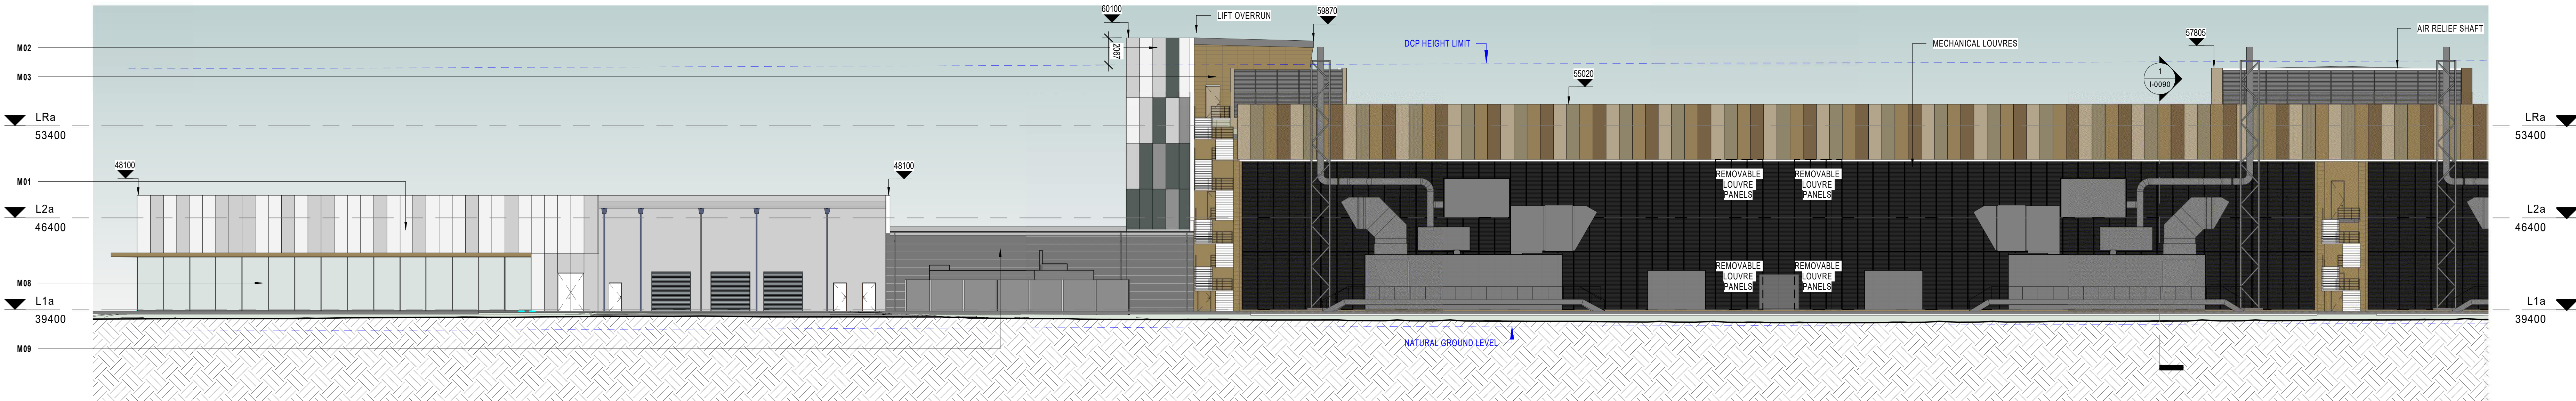 60100
LIFT OVERRUN
59870
M02
2067
DCP HEIGHT LIMIT
MECHANICAL LOUVRES
57805
AIR RELIEF SHAFT
M03
55020
1
I-0090
LRa
53400
LRa
53400
48100
48100
M01
REMOVABLE
LOUVRE
PANELS
REMOVABLE
LOUVRE
PANELS
L2a
46400
L2a
46400
REMOVABLE
LOUVRE
PANELS
REMOVABLE
LOUVRE
PANELS
M08
L1a
39400
L1a
39400
NATURAL GROUND LEVEL
M09